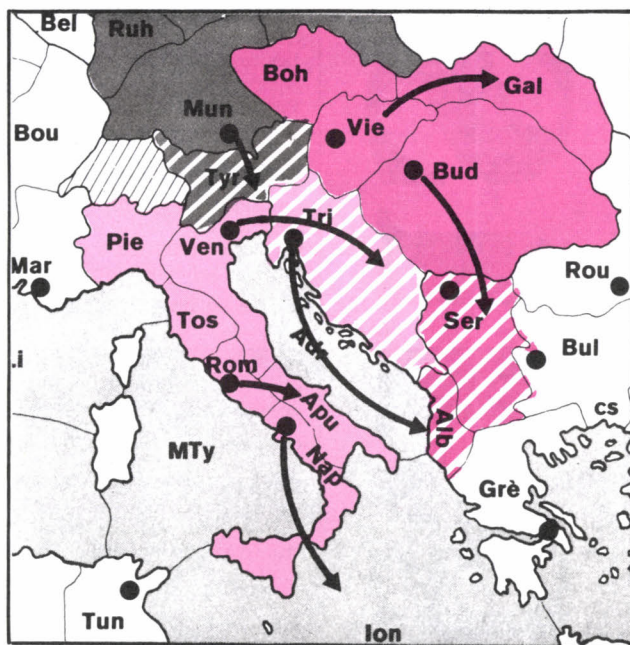 Bel
Ruh
Boh
Gal
Mun
Bou
Vie
Tyr
Bud
Tri
Pie
Ven
Mar
Rou
Ser
Tos
Adr
Rom
Bul
.i
Apu
Alb
cs
MTy
Nap
Grè
Tun
Ion